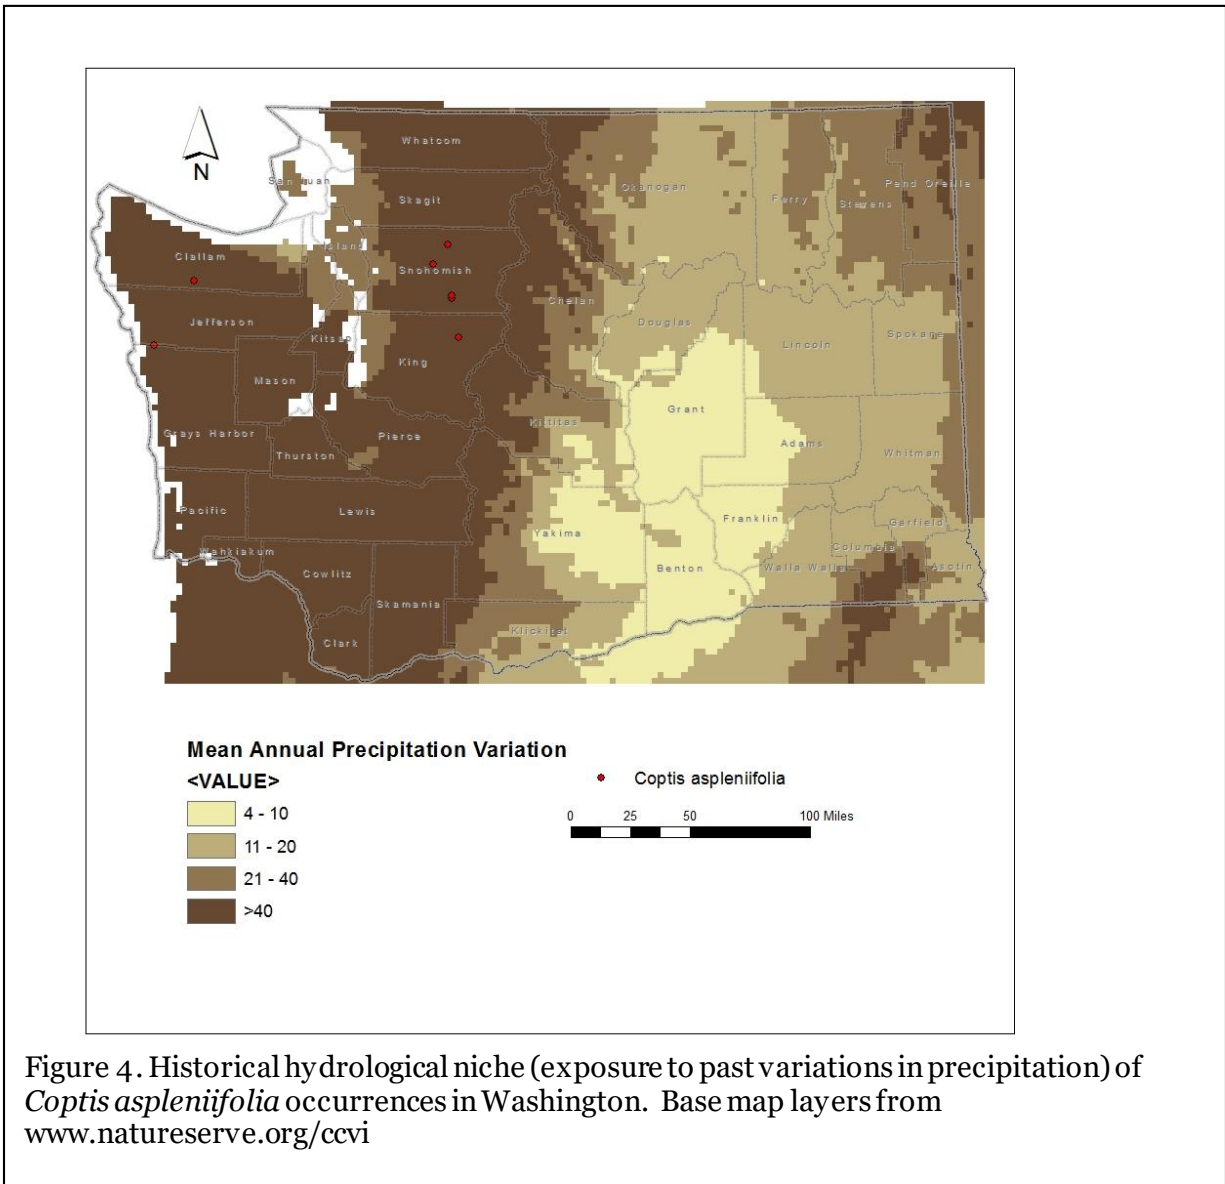 N
Whatcom
San Juan
Skagit
Okanogan
Ferry
Stevens
Pend Oreille
Island
Clallam
Snohomish
Chelan
Jefferson
Douglas
Kitsap
Lincoln
Spokane
King
Mason
Grant
Grays Harbor
Pierce
Kittitas
Adams
Thurston
Whitman
Pacific
Lewis
Franklin
Garfield
Yakima
Columbia
Wahkiakum
Cowlitz
Benton
Walla Walla
Asotin
Skamania
Klickitat
Clark
Mean Annual Precipitation Variation
<VALUE>
4 - 10
11 - 20
21 - 40
>40
Coptis aspleniifolia
0 25 50 100 Miles
Figure 4. Historical hydrological niche (exposure to past variations in precipitation) of
Coptis aspleniifolia occurrences in Washington. Base map layers from
www.natureserve.org/ccvi